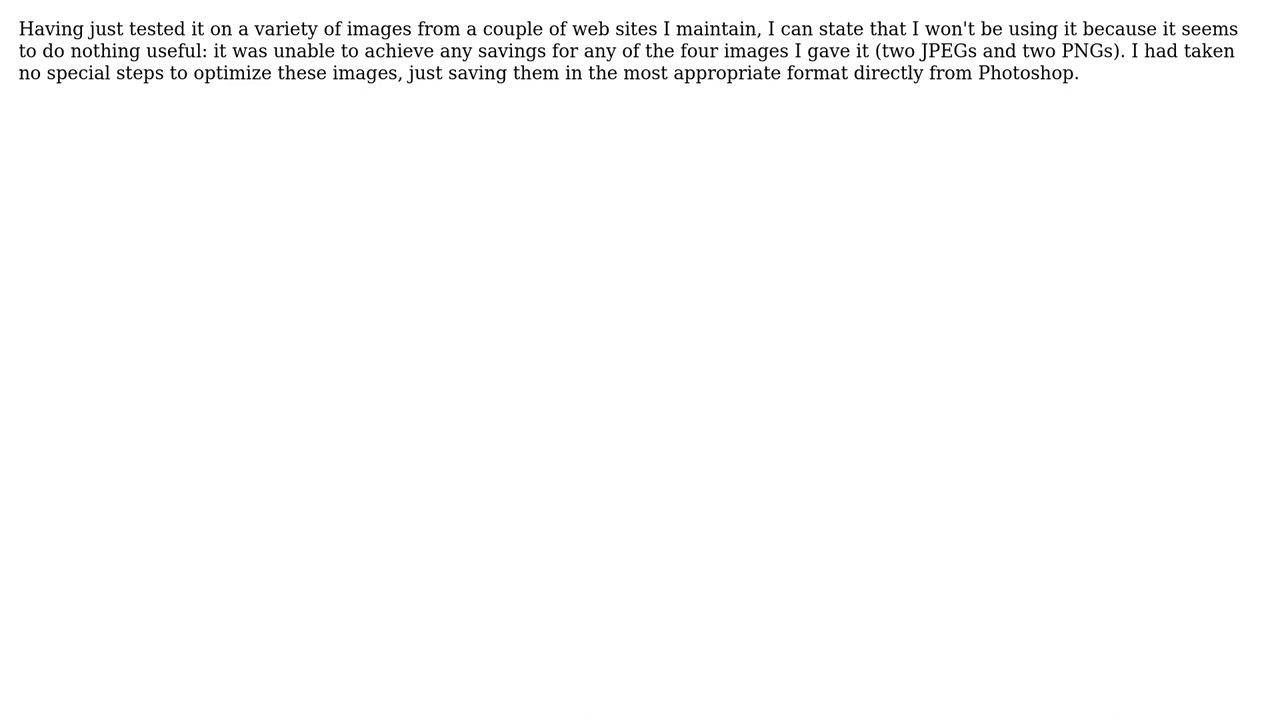 Having just tested it on a variety of images from a couple of web sites I maintain, I can state that I won't be using it because it seems
to do nothing useful: it was unable to achieve any savings for any of the four images I gave it (two JPEGs and two PNGs). I had taken
no special steps to optimize these images, just saving them in the most appropriate format directly from Photoshop.